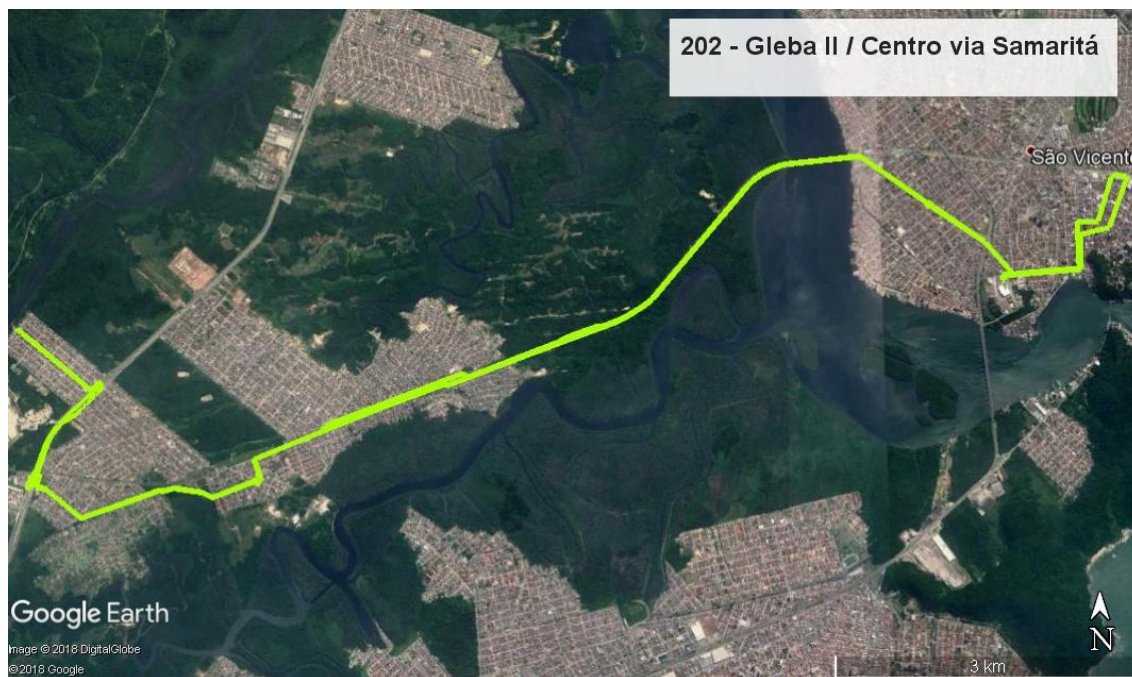 202 - Gleba II / Centro via Samaritá
São Vicente
Google Earth
Image © 2018 DigitalGlobe
© 2018 Google
N
3 km